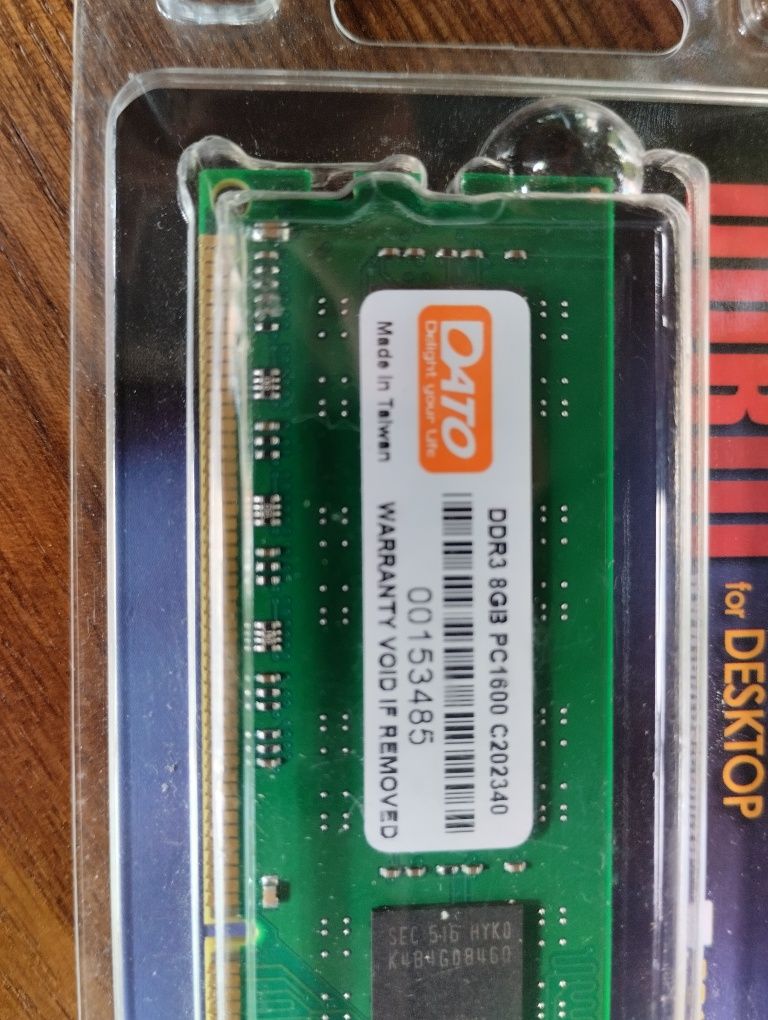 DATO
Delight your life
Made In Taiwan
DDR3 8GB PC1600 C202340
00153485
WARRANTY VOID IF REMOVED
SEC 516 HYK0
for DESKTOP